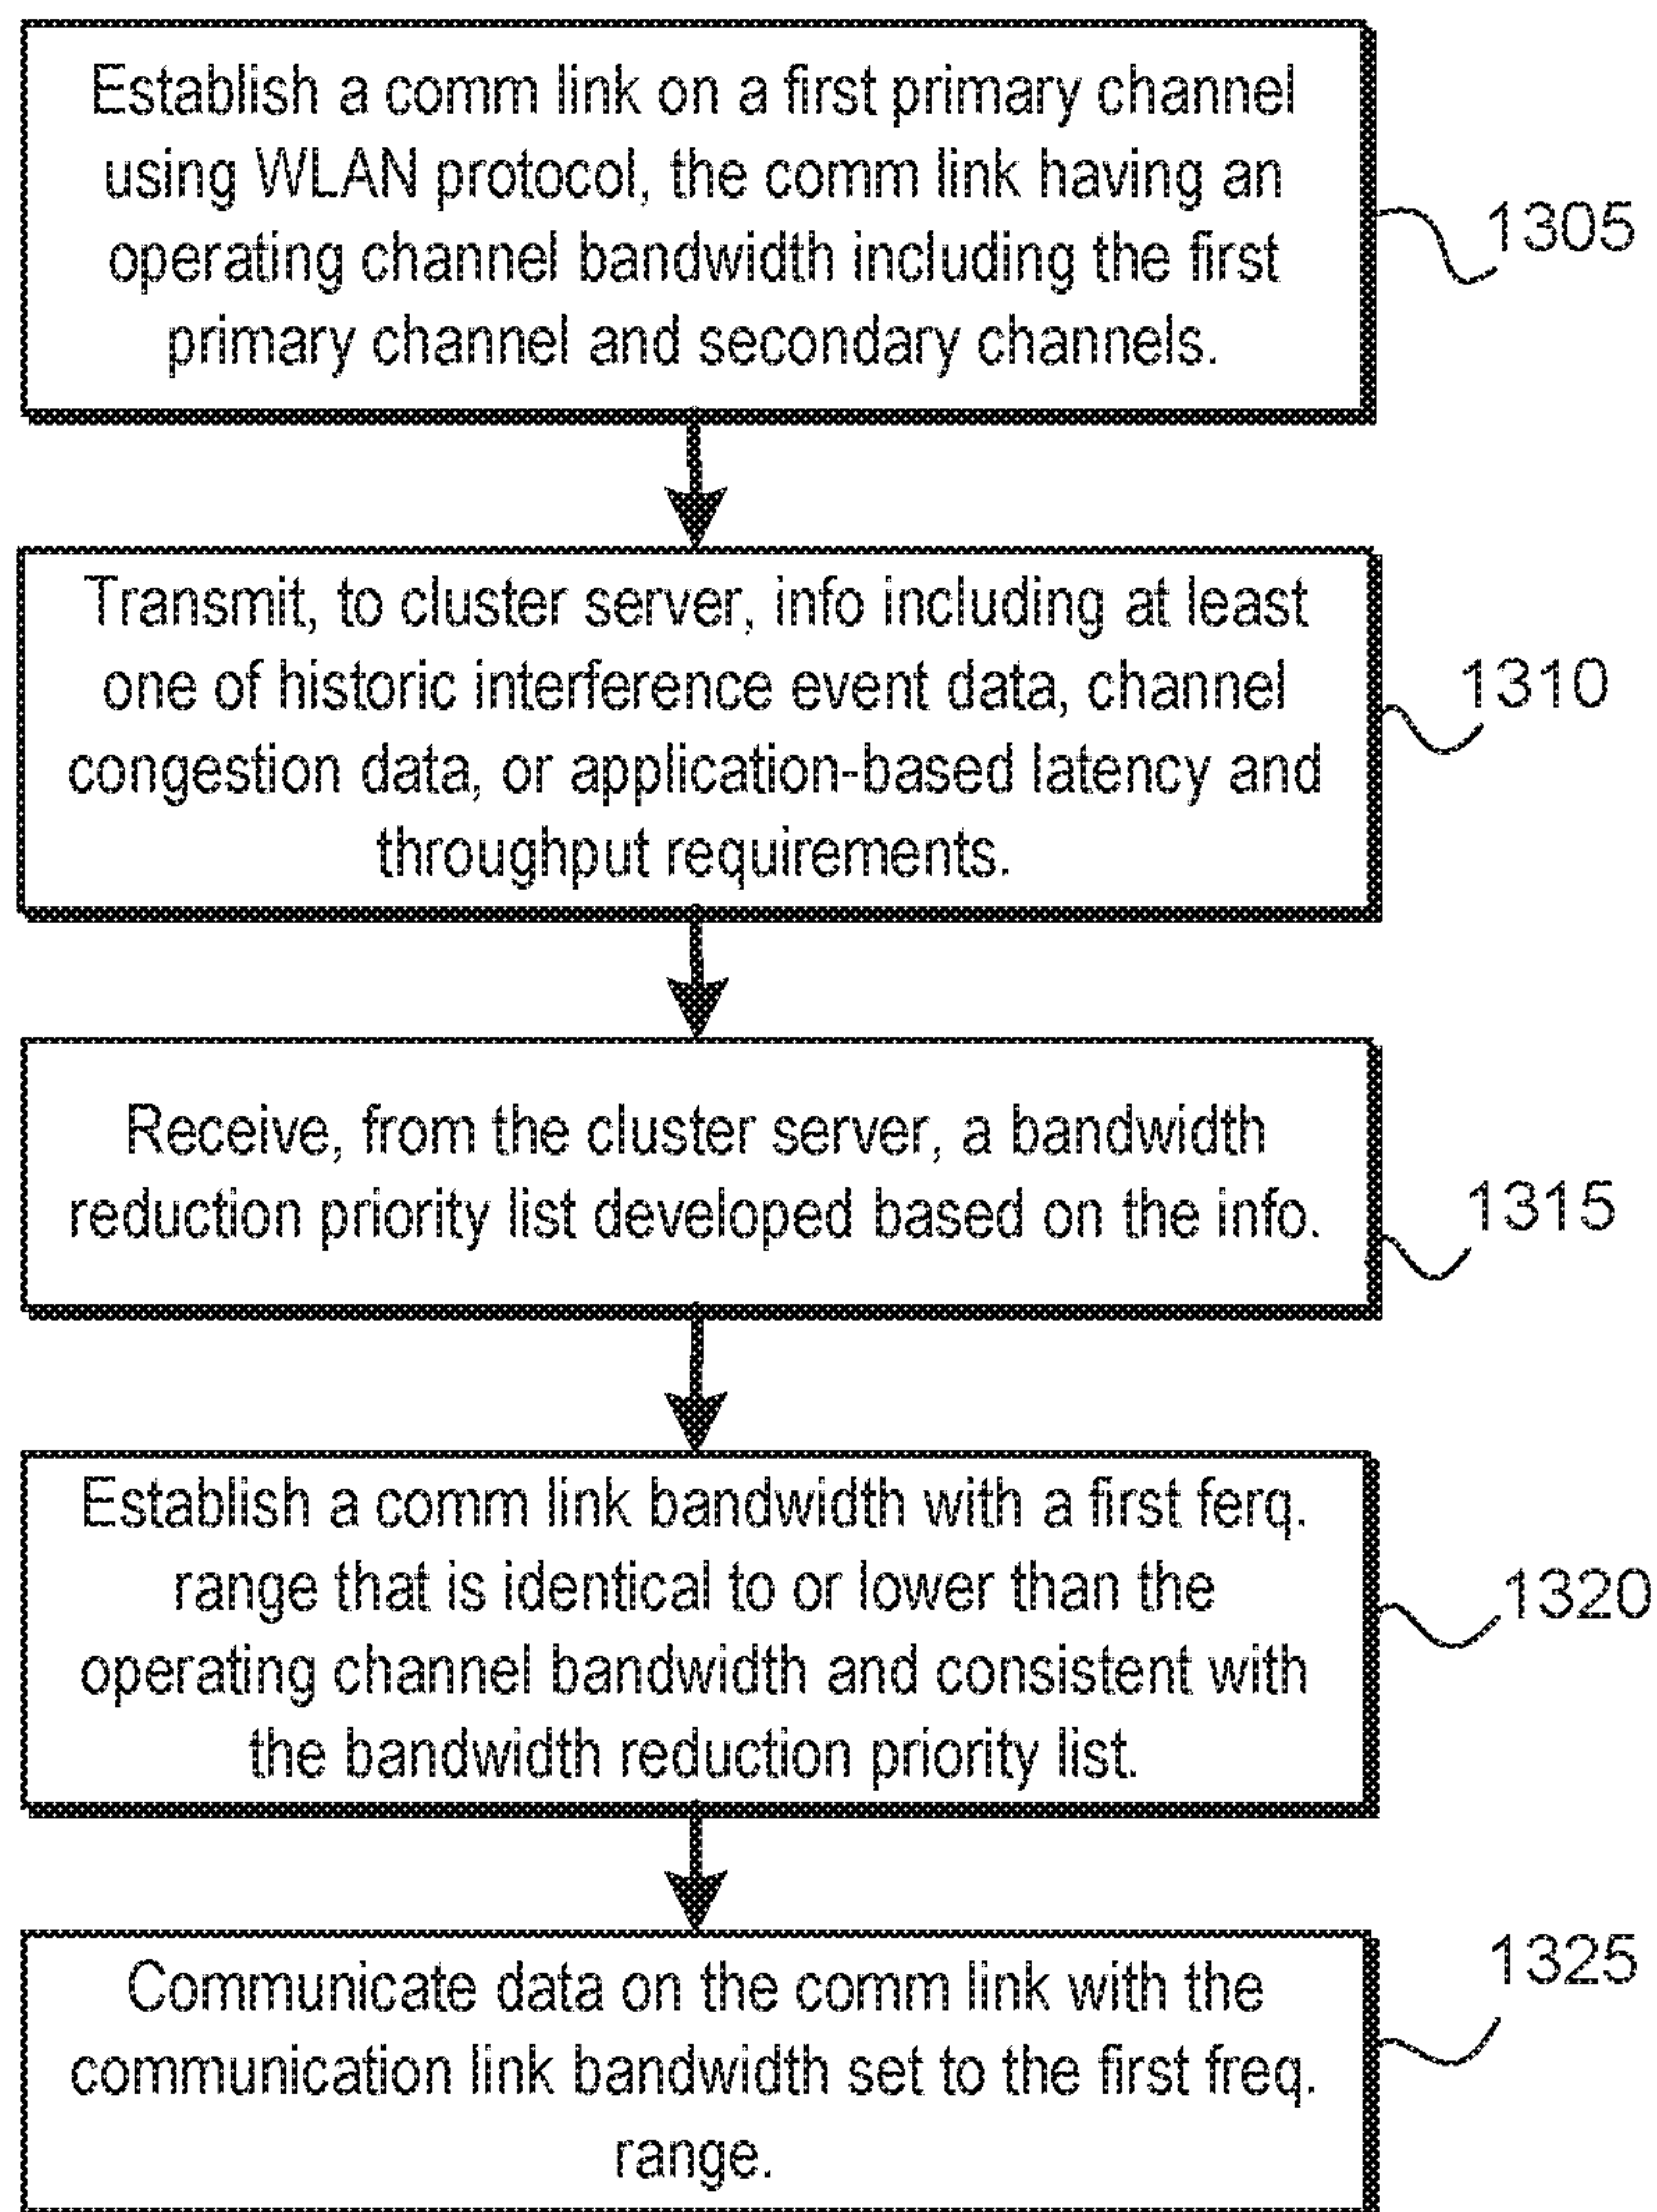 Establish a comm link on a first primary channel
using WLAN protocol, the comm link having an
operating channel bandwidth including the first
primary channel and secondary channels.
1305
Transmit, to cluster server, info including at least
one of historic interference event data, channel
congestion data, or application-based latency and
throughput requirements.
1310
Receive, from the cluster server, a bandwidth
reduction priority list developed based on the info.
1315
Establish a comm link bandwidth with a first ferq.
range that is identical to or lower than the
operating channel bandwidth and consistent with
the bandwidth reduction priority list.
1320
Communicate data on the comm link with the
communication link bandwidth set to the first freq.
range.
1325